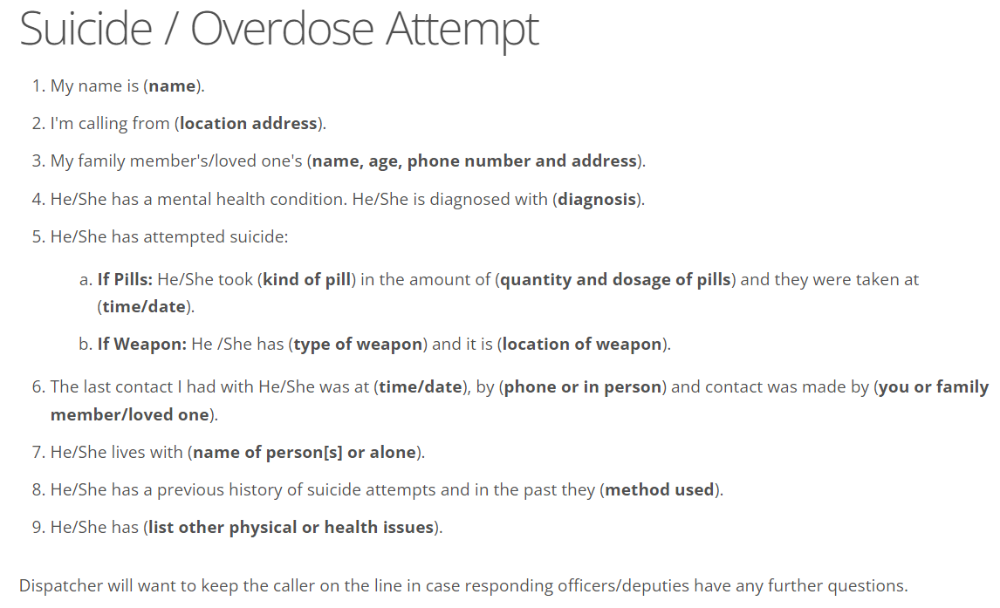 Suicide / Overdose Attempt
1. My name is (name).
2. I'm calling from (location address).
3. My family member's/loved one's (name, age, phone number and address).
4. He/She has a mental health condition. He/She is diagnosed with (diagnosis).
5. He/She has attempted suicide:
a. If Pills: He/She took (kind of pill) in the amount of (quantity and dosage of pills) and they were taken at
(time/date).
b. If Weapon: He /She has (type of weapon) and it is (location of weapon).
6. The last contact I had with He/She was at (time/date), by (phone or in person) and contact was made by (you or family
member/loved one).
7. He/She lives with (name of person[s] or alone).
8. He/She has a previous history of suicide attempts and in the past they (method used).
9. He/She has (list other physical or health issues).
Dispatcher will want to keep the caller on the line in case responding officers/deputies have any further questions.